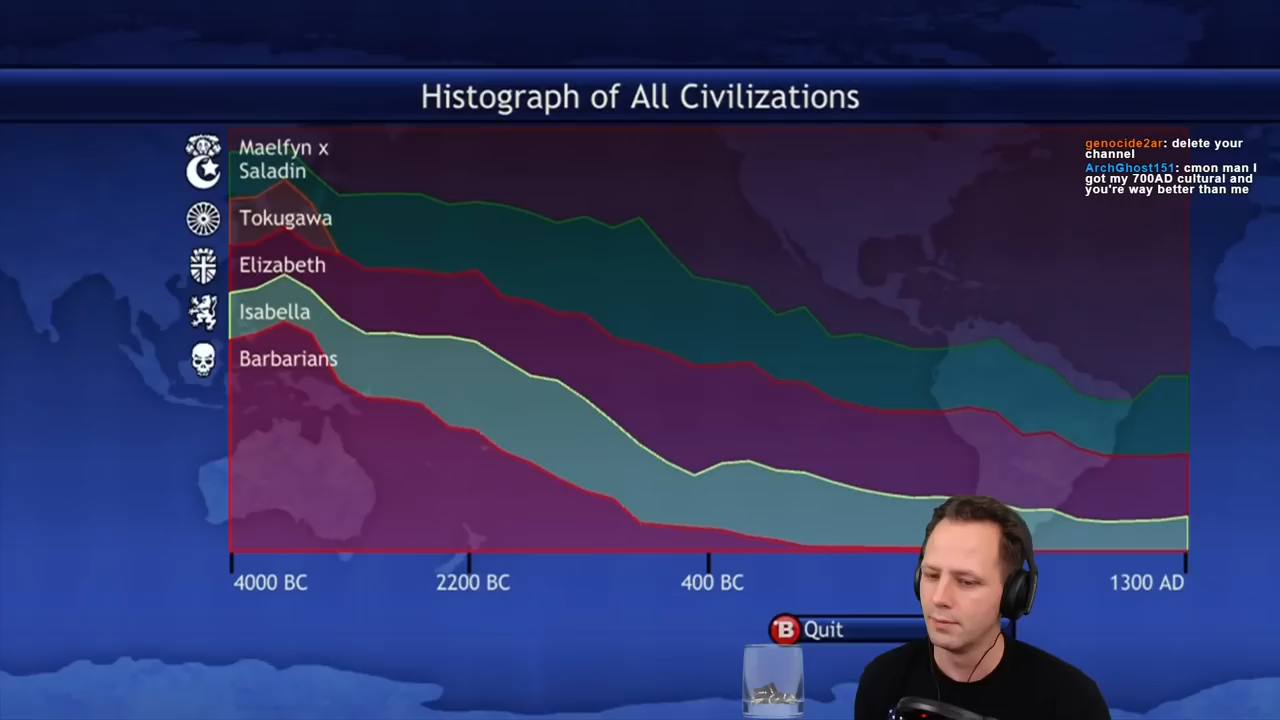 Histograph of All Civilizations
Maelfyn x
Saladin
Tokugawa
Elizabeth
Isabella
Barbarians
genocide2ar: delete your
channel
ArchGhost151: cmon man I
got my 700AD cultural and
you're way better than me
4000 BC
2200 BC
400 BC
1300 AD
B Quit